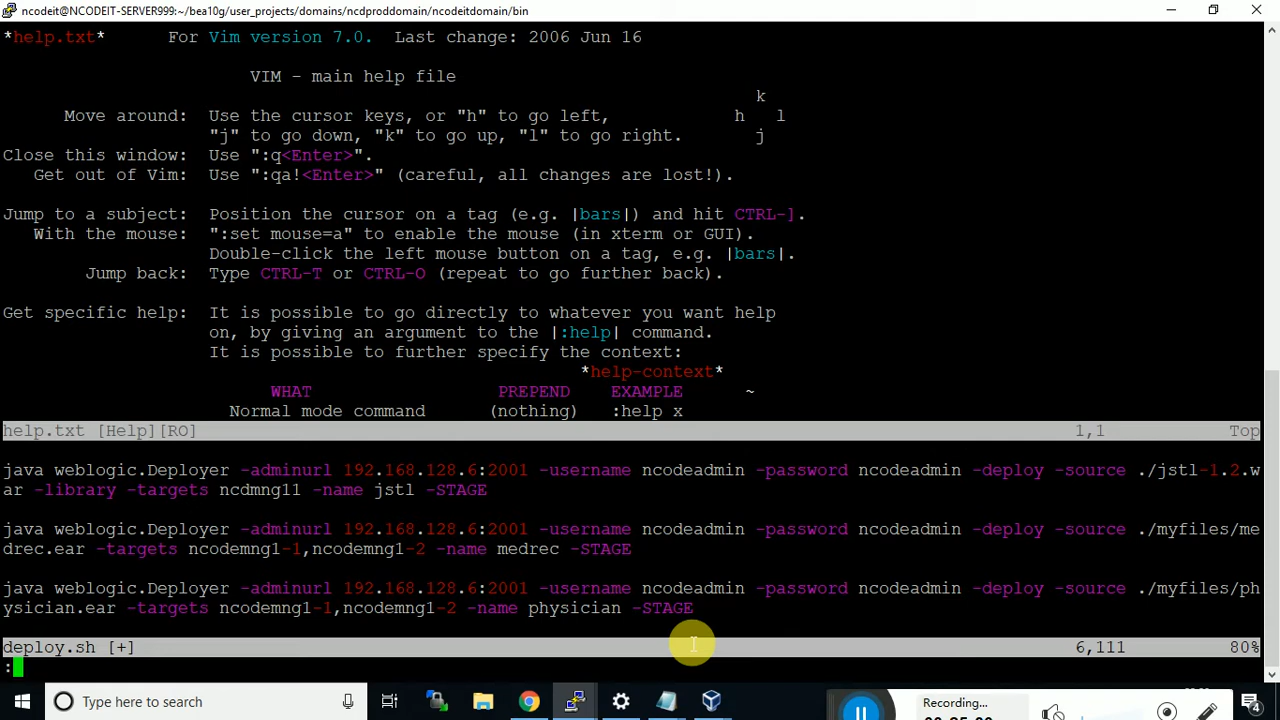 ncodeit@NCODEIT-SERVER999:~/bea10g/user_projects/domains/ncdproddomain/ncodeitdomain/bin
*help.txt* For Vim version 7.0. Last change: 2006 Jun 16
VIM - main help file
k
Move around: Use the cursor keys, or "h" to go left, h l
"j" to go down, "k" to go up, "l" to go right. j
Close this window: Use ":q<Enter>".
Get out of Vim: Use ":qa!<Enter>" (careful, all changes are lost!).
Jump to a subject: Position the cursor on a tag (e.g. |bars|) and hit CTRL-].
With the mouse: ":set mouse=a" to enable the mouse (in xterm or GUI).
Double-click the left mouse button on a tag, e.g. |bars|.
Jump back: Type CTRL-T or CTRL-O (repeat to go further back).
Get specific help: It is possible to go directly to whatever you want help
on, by giving an argument to the |:help| command.
It is possible to further specify the context:
*help-context*
WHAT PREPEND EXAMPLE ~
Normal mode command (nothing) :help x
help.txt [Help][RO] 1,1 Top
java weblogic.Deployer -adminurl 192.168.128.6:2001 -username ncodeadmin -password ncodeadmin -deploy -source ./jstl-1.2.w
ar -library -targets ncdmng11 -name jstl -STAGE
java weblogic.Deployer -adminurl 192.168.128.6:2001 -username ncodeadmin -password ncodeadmin -deploy -source ./myfiles/me
drec.ear -targets ncodemng1-1,ncodemng1-2 -name medrec -STAGE
java weblogic.Deployer -adminurl 192.168.128.6:2001 -username ncodeadmin -password ncodeadmin -deploy -source ./myfiles/ph
ysician.ear -targets ncodemng1-1,ncodemng1-2 -name physician -STAGE
deploy.sh [+] 6,111 80%
:
Type here to search
Recording...
4